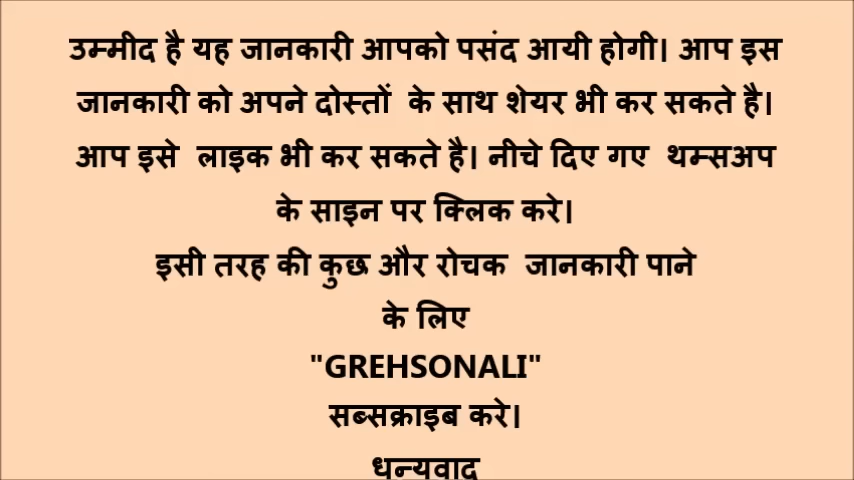 उम्मीद है यह जानकारी आपको पसंद आयी होगी। आप इस
जानकारी को अपने दोस्तों के साथ शेयर भी कर सकते है।
आप इसे लाइक भी कर सकते है। नीचे दिए गए थम्सअप
के साइन पर क्लिक करे।
इसी तरह की कुछ और रोचक जानकारी पाने
के लिए
"GREHSONALI"
सब्सक्राइब करे।
धन्यवाद